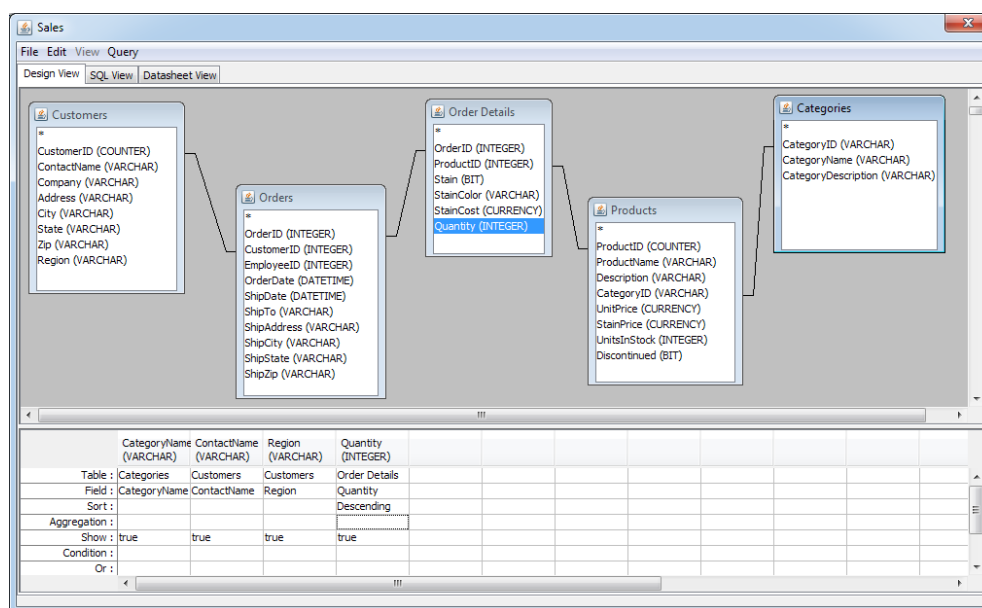 Sales
File Edit View Query
Design View SQL View Datasheet View
Customers
*
CustomerID (COUNTER)
ContactName (VARCHAR)
Company (VARCHAR)
Address (VARCHAR)
City (VARCHAR)
State (VARCHAR)
Zip (VARCHAR)
Region (VARCHAR)
Orders
*
OrderID (INTEGER)
CustomerID (INTEGER)
EmployeeID (INTEGER)
OrderDate (DATETIME)
ShipDate (DATETIME)
ShipTo (VARCHAR)
ShipAddress (VARCHAR)
ShipCity (VARCHAR)
ShipState (VARCHAR)
ShipZip (VARCHAR)
Order Details
*
OrderID (INTEGER)
ProductID (INTEGER)
Stain (BIT)
StainColor (VARCHAR)
StainCost (CURRENCY)
Quantity (INTEGER)
Products
*
ProductID (COUNTER)
ProductName (VARCHAR)
Description (VARCHAR)
CategoryID (VARCHAR)
UnitPrice (CURRENCY)
StainPrice (CURRENCY)
UnitsInStock (INTEGER)
Discontinued (BIT)
Categories
*
CategoryID (VARCHAR)
CategoryName (VARCHAR)
CategoryDescription (VARCHAR)
CategoryName ContactName Region Quantity
(VARCHAR) (VARCHAR) (VARCHAR) (INTEGER)
Table : Categories Customers Customers Order Details
Field : CategoryName ContactName Region Quantity
Sort : Descending
Aggregation :
Show : true true true true
Condition :
Or :